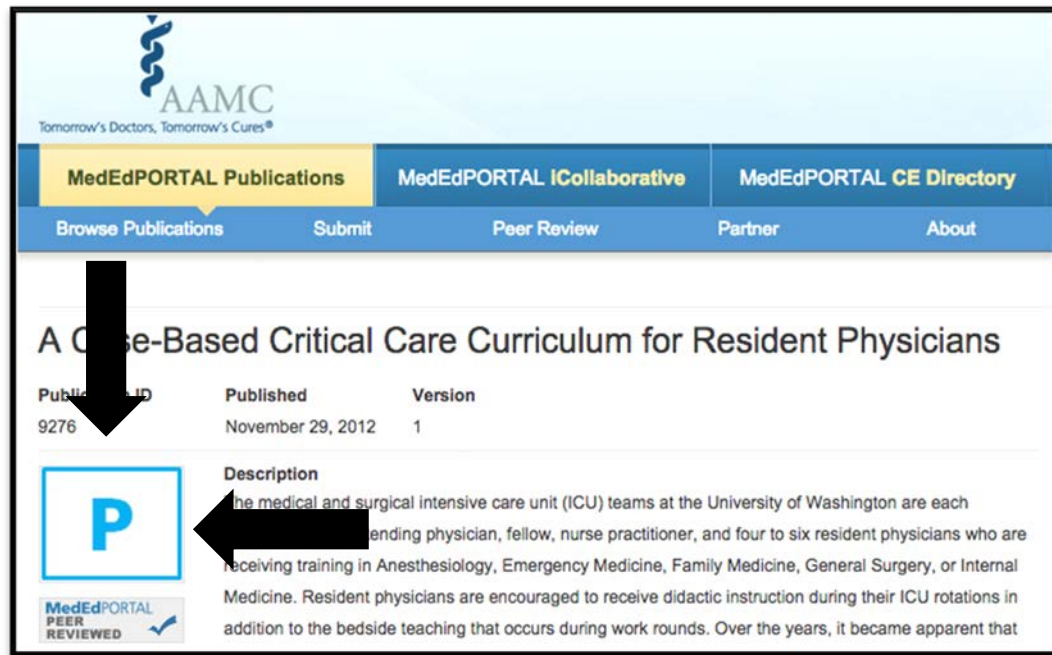 AAMC
Tomorrow's Doctors, Tomorrow's Cures®
MedEdPORTAL Publications MedEdPORTAL iCollaborative MedEdPORTAL CE Directory
Browse Publications Submit Peer Review Partner About
A C se-Based Critical Care Curriculum for Resident Physicians
Published Version
9276 November 29, 2012 1
P
Description
The medical and surgical intensive care unit (ICU) teams at the University of Washington are each
physician, fellow, nurse practitioner, and four to six resident physicians who are
receiving training in Anesthesiology, Emergency Medicine, Family Medicine, General Surgery, or Internal
Medicine. Resident physicians are encouraged to receive didactic instruction during their ICU rotations in
addition to the bedside teaching that occurs during work rounds. Over the years, it became apparent that
MedEdPORTAL
PEER
REVIEWED